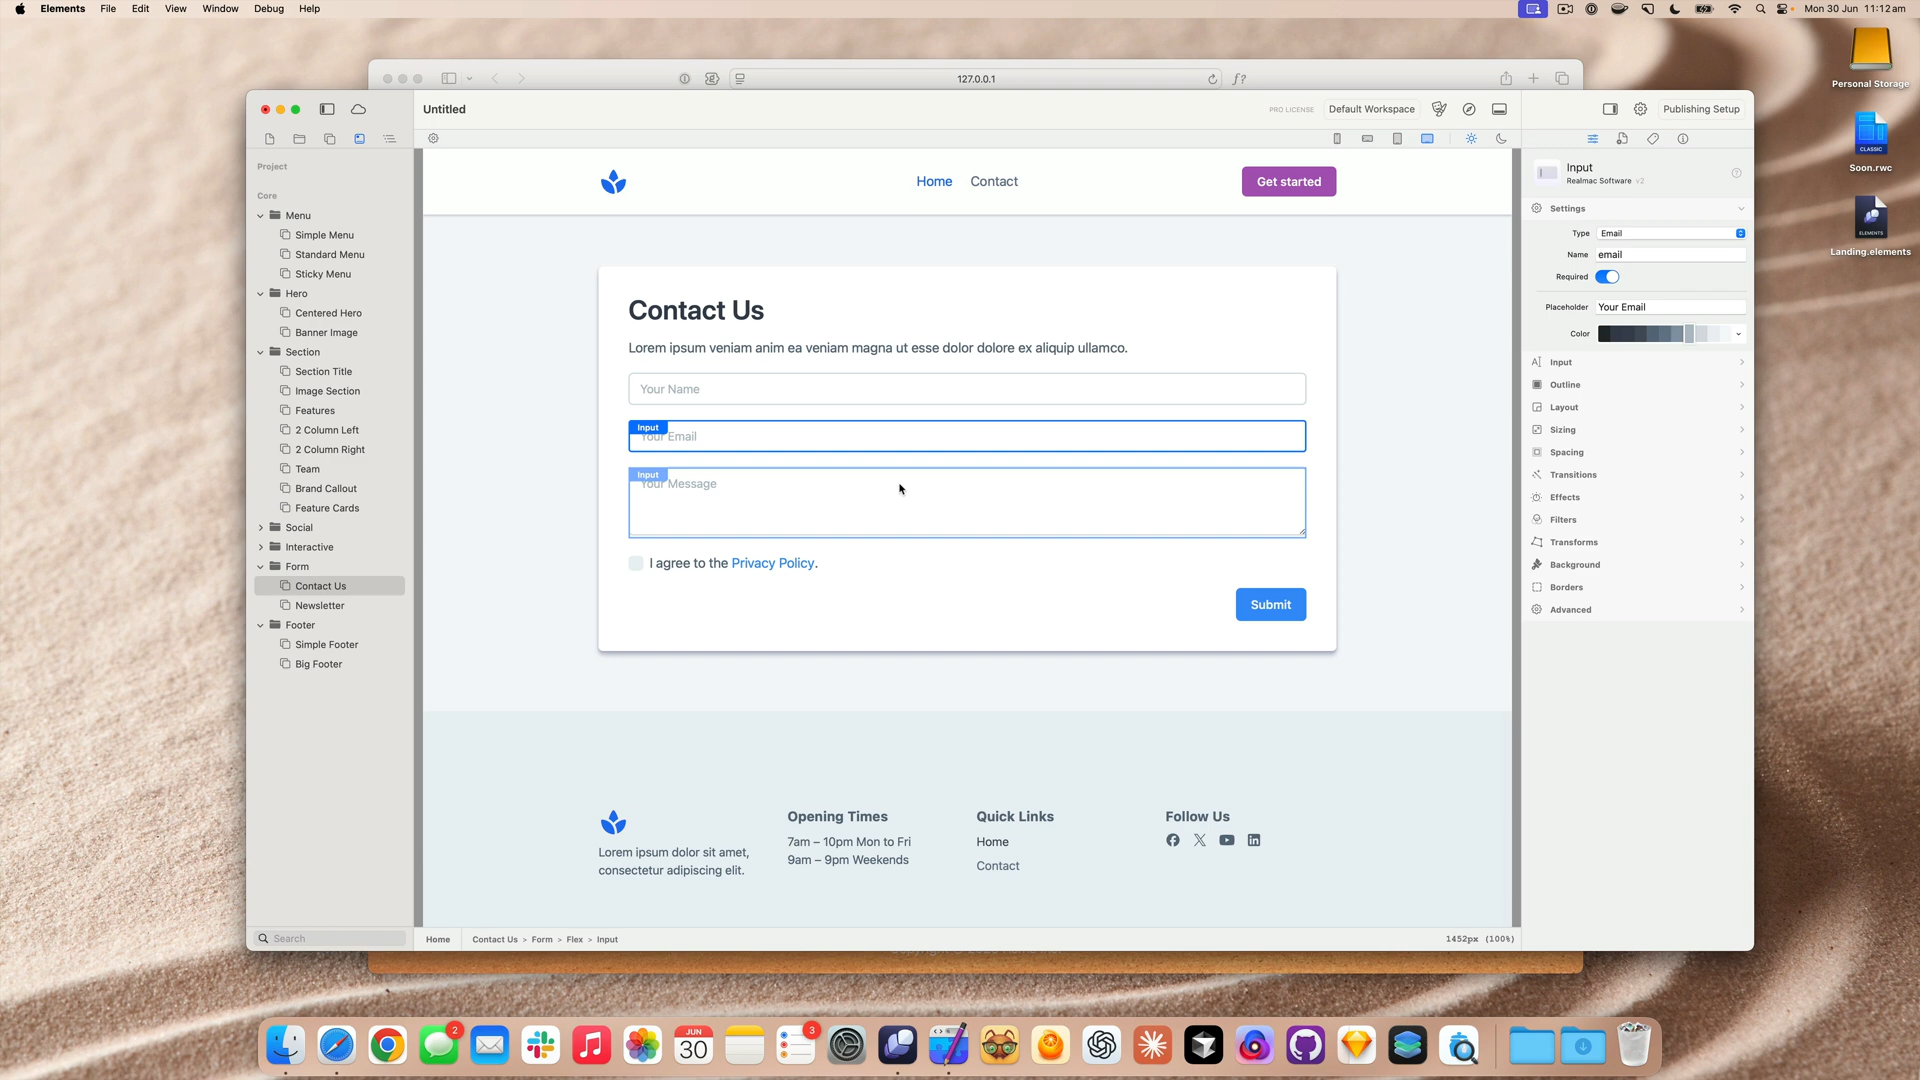 Elements File Edit View Window Debug Help
Mon 30 Jun 11:12am
127.0.0.1
Personal Storage
CLASSIC
Soon.rwc
ELEMENTS
Landing.elements
Untitled
PRO LICENSE
Default Workspace
Publishing Setup
Project
Core
Menu
Simple Menu
Standard Menu
Sticky Menu
Hero
Centered Hero
Banner Image
Section
Section Title
Image Section
Features
2 Column Left
2 Column Right
Team
Brand Callout
Feature Cards
Social
Interactive
Form
Contact Us
Newsletter
Footer
Simple Footer
Big Footer
Search
Home Contact
Get started
Contact Us
Lorem ipsum veniam anim ea veniam magna ut esse dolor dolore ex aliquip ullamco.
Your Name
Input
Your Email
Input
Your Message
I agree to the Privacy Policy.
Submit
Lorem ipsum dolor sit amet,
consectetur adipiscing elit.
Opening Times
7am – 10pm Mon to Fri
9am – 9pm Weekends
Quick Links
Home
Contact
Follow Us
Home
Contact Us > Form > Flex > Input
1452px (100%)
Input
Realmac Software v2
Settings
Type Email
Name email
Required
Placeholder Your Email
Color
Input
Outline
Layout
Sizing
Spacing
Transitions
Effects
Filters
Transforms
Background
Borders
Advanced
2
JUN
30
3